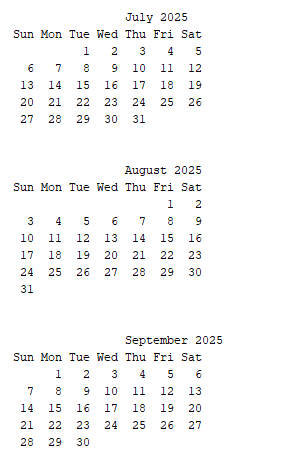 July 2025
Sun Mon Tue Wed Thu Fri Sat
1 2 3 4 5
6 7 8 9 10 11 12
13 14 15 16 17 18 19
20 21 22 23 24 25 26
27 28 29 30 31
August 2025
Sun Mon Tue Wed Thu Fri Sat
1 2
3 4 5 6 7 8 9
10 11 12 13 14 15 16
17 18 19 20 21 22 23
24 25 26 27 28 29 30
31
September 2025
Sun Mon Tue Wed Thu Fri Sat
1 2 3 4 5 6
7 8 9 10 11 12 13
14 15 16 17 18 19 20
21 22 23 24 25 26 27
28 29 30